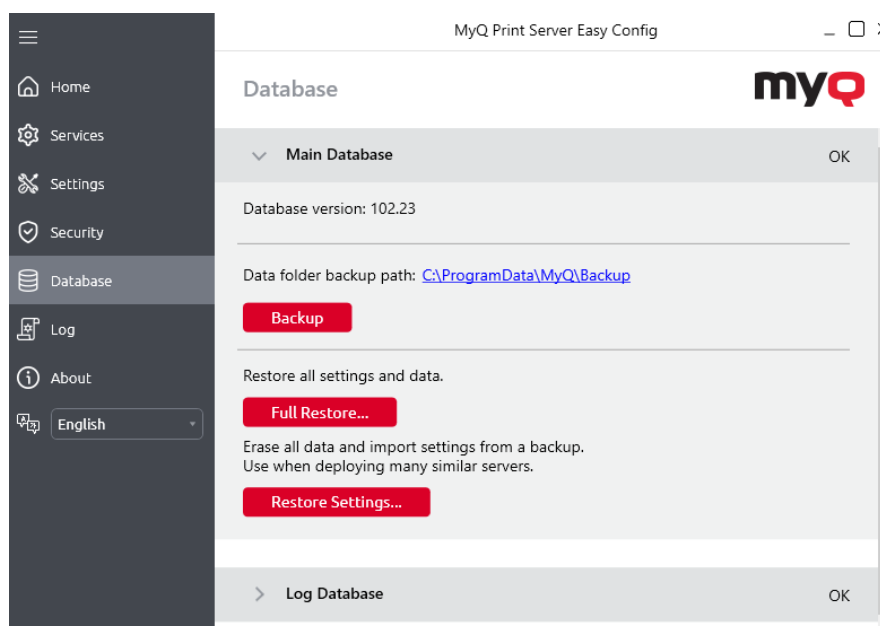 MyQ Print Server Easy Config
Home
Services
Settings
Security
Database
Log
About
English
Database
myQ
Main Database
OK
Database version: 102.23
Data folder backup path: C:\ProgramData\MyQ\Backup
Backup
Restore all settings and data.
Full Restore...
Erase all data and import settings from a backup.
Use when deploying many similar servers.
Restore Settings...
Log Database
OK